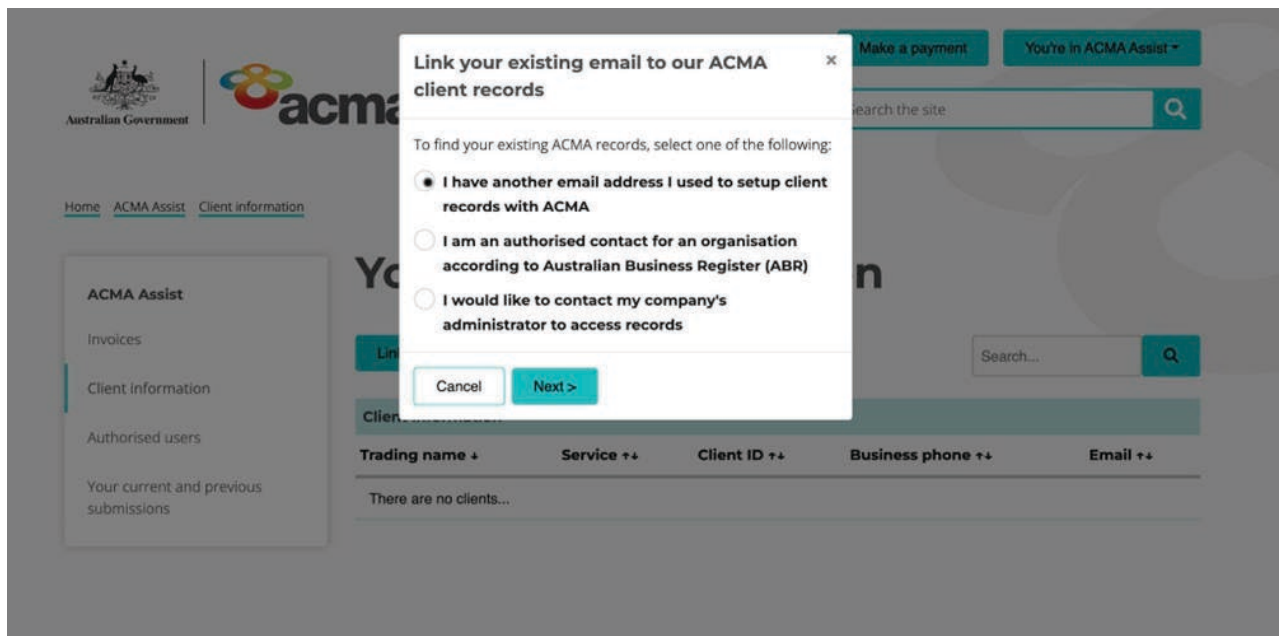 Make a payment
You're in ACMA Assist
Australian Government
acma
Search the site
Link your existing email to our ACMA
client records
×
To find your existing ACMA records, select one of the following:
I have another email address I used to setup client
records with ACMA
I am an authorised contact for an organisation
according to Australian Business Register (ABR)
I would like to contact my company's
administrator to access records
Cancel
Next >
Home ACMA Assist Client information
ACMA Assist
Invoices
Client information
Authorised users
Your current and previous
submissions
Search...
Trading name ↓ Service ↑↓ Client ID ↑↓ Business phone ↑↓ Email ↑↓
There are no clients...